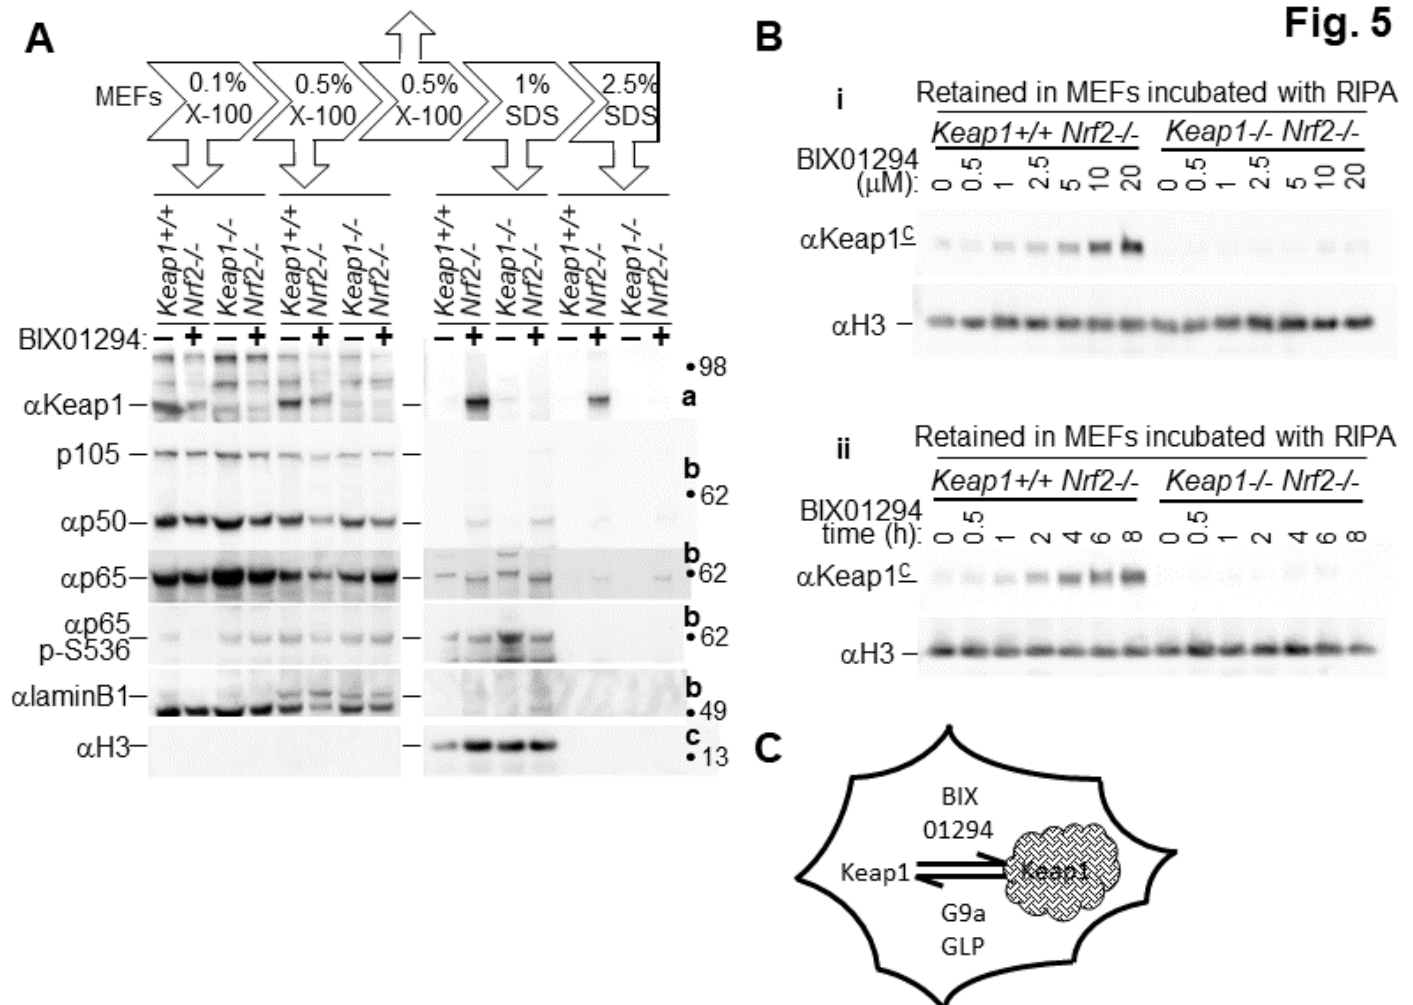 Fig. 5
A
MEFs
0.1% X-100
0.5% X-100
0.5% X-100
1% SDS
2.5% SDS
Keap1+/+ Nrf2-/-
Keap1-/- Nrf2-/-
Keap1+/+ Nrf2-/-
Keap1-/- Nrf2-/-
Keap1+/+ Nrf2-/-
Keap1-/- Nrf2-/-
Keap1+/+ Nrf2-/-
Keap1-/- Nrf2-/-
BIX01294: − + − + − + − + − + − + − + − +
•98
αKeap1 a
p105 b
•62
αp50
αp65 b •62
αp65 p-S536 b •62
αlaminB1 b •49
αH3 c •13
B
i
Retained in MEFs incubated with RIPA
Keap1+/+ Nrf2-/- Keap1-/- Nrf2-/-
BIX01294
(μM): 0 0.5 1 2.5 5 10 20 0 0.5 1 2.5 5 10 20
αKeap1c
αH3
ii
Retained in MEFs incubated with RIPA
Keap1+/+ Nrf2-/- Keap1-/- Nrf2-/-
BIX01294
time (h): 0 0.5 1 2 4 6 8 0 0.5 1 2 4 6 8
αKeap1c
αH3
C
BIX
01294
Keap1 Keap1
G9a
GLP